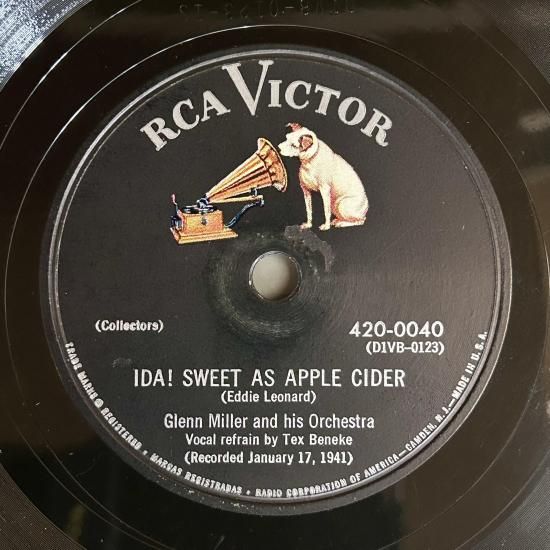 RCA VICTOR
(Collectors)
420-0040
(D1VB-0123)
IDA! SWEET AS APPLE CIDER
(Eddie Leonard)
Glenn Miller and his Orchestra
Vocal refrain by Tex Beneke
(Recorded January 17, 1941)
TRADE MARKS ® REGISTERED • MARCAS REGISTRADAS • RADIO CORPORATION OF AMERICA—CAMDEN, N. J.—MADE IN U. S. A.